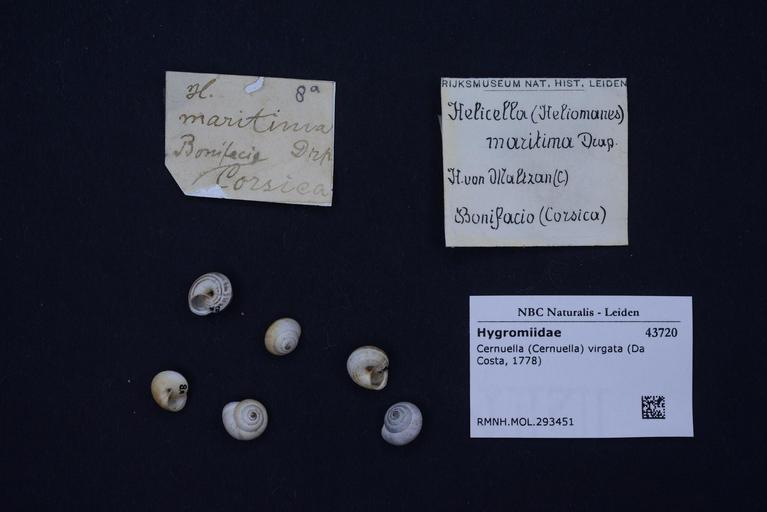 H. 8a
maritima
Bonifacio Drp
Corsica
RIJKSMUSEUM NAT. HIST. LEIDEN
Helicella (Heliomanes)
maritima Drap.
H. von Maltzan (C)
Bonifacio (Corsica)
NBC Naturalis - Leiden
Hygromiidae 43720
Cernuella (Cernuella) virgata (Da
Costa, 1778)
RMNH.MOL.293451
8a